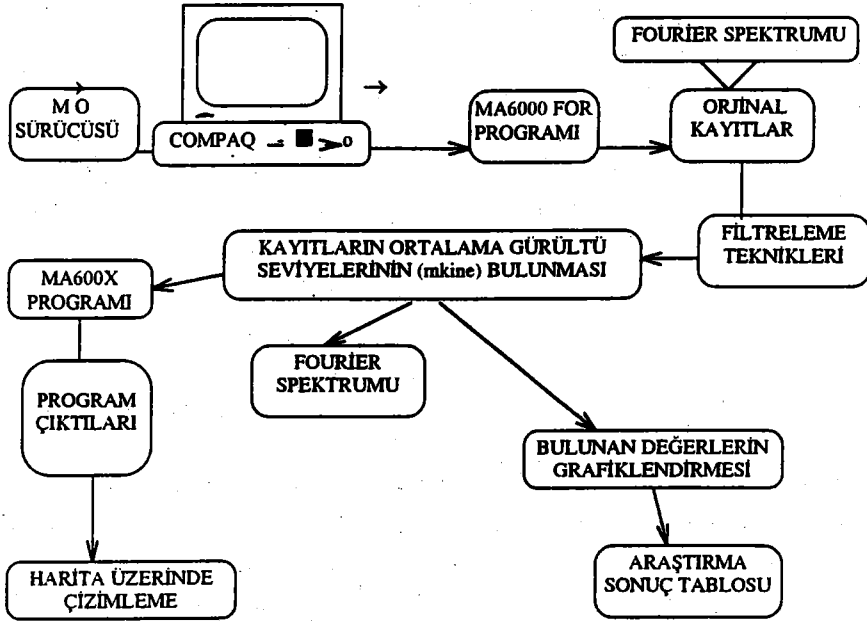 FOURİER SPEKTRUMU
M O
SÜRÜCÜSÜ
COMPAQ
MA6000 FOR
PROGRAMI
ORJİNAL
KAYITLAR
FİLTRELEME
TEKNİKLERİ
KAYITLARIN ORTALAMA GÜRÜLTÜ
SEVİYELERİNİN (mkine) BULUNMASI
MA600X
PROGRAMI
FOURİER
SPEKTRUMU
PROGRAM
ÇIKTILARI
BULUNAN DEĞERLERİN
GRAFİKLENDİRMESİ
HARİTA ÜZERİNDE
ÇİZİMLEME
ARAŞTIRMA
SONUÇ TABLOSU